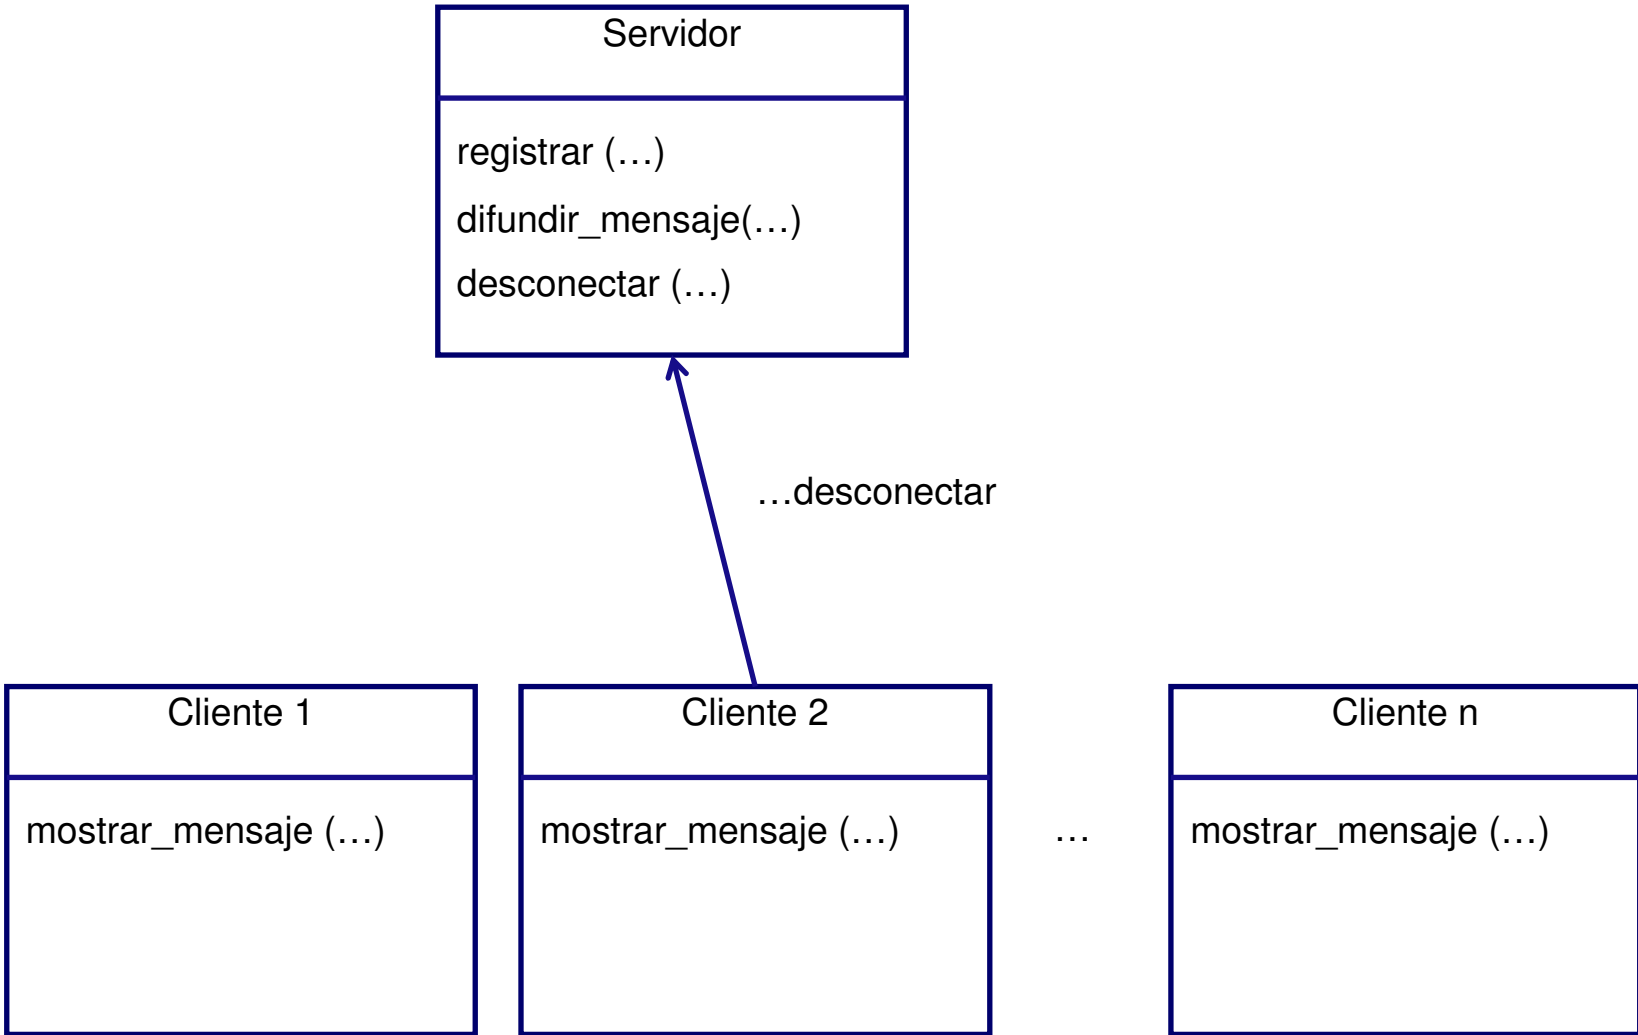 Servidor
registrar (…)
difundir_mensaje(…)
desconectar (…)
…desconectar
Cliente 1
mostrar_mensaje (…)
Cliente 2
mostrar_mensaje (…)
…
Cliente n
mostrar_mensaje (…)